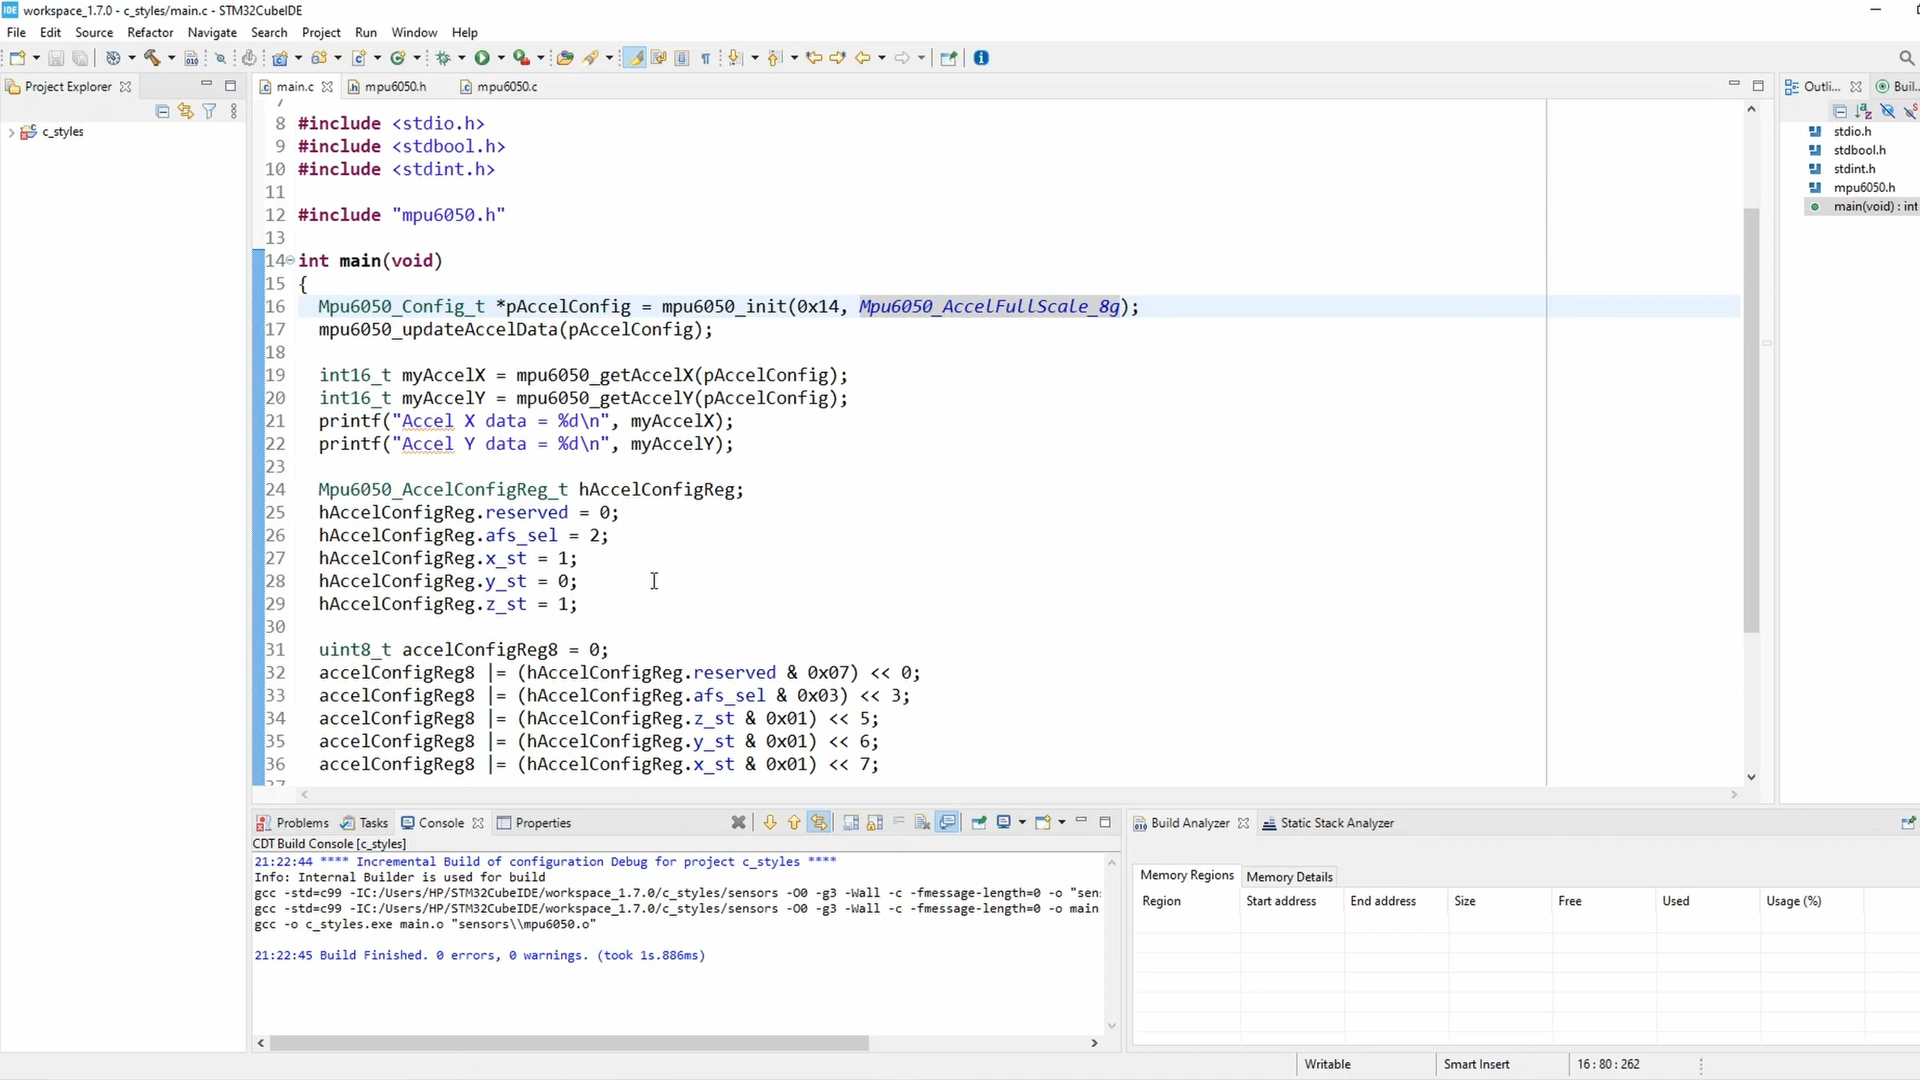 IDE workspace_1.7.0 - c_styles/main.c - STM32CubeIDE
File Edit Source Refactor Navigate Search Project Run Window Help
Project Explorer
c_styles
main.c mpu6050.h mpu6050.c
7
8 #include <stdio.h>
9 #include <stdbool.h>
10 #include <stdint.h>
11
12 #include "mpu6050.h"
13
14 int main(void)
15 {
16 Mpu6050_Config_t *pAccelConfig = mpu6050_init(0x14, Mpu6050_AccelFullScale_8g);
17 mpu6050_updateAccelData(pAccelConfig);
18
19 int16_t myAccelX = mpu6050_getAccelX(pAccelConfig);
20 int16_t myAccelY = mpu6050_getAccelY(pAccelConfig);
21 printf("Accel X data = %d\n", myAccelX);
22 printf("Accel Y data = %d\n", myAccelY);
23
24 Mpu6050_AccelConfigReg_t hAccelConfigReg;
25 hAccelConfigReg.reserved = 0;
26 hAccelConfigReg.afs_sel = 2;
27 hAccelConfigReg.x_st = 1;
28 hAccelConfigReg.y_st = 0;
29 hAccelConfigReg.z_st = 1;
30
31 uint8_t accelConfigReg8 = 0;
32 accelConfigReg8 |= (hAccelConfigReg.reserved & 0x07) << 0;
33 accelConfigReg8 |= (hAccelConfigReg.afs_sel & 0x03) << 3;
34 accelConfigReg8 |= (hAccelConfigReg.z_st & 0x01) << 5;
35 accelConfigReg8 |= (hAccelConfigReg.y_st & 0x01) << 6;
36 accelConfigReg8 |= (hAccelConfigReg.x_st & 0x01) << 7;
37
Outli... Buil...
stdio.h
stdbool.h
stdint.h
mpu6050.h
main(void) : int
Problems Tasks Console Properties
CDT Build Console [c_styles]
21:22:44 **** Incremental Build of configuration Debug for project c_styles ****
Info: Internal Builder is used for build
gcc -std=c99 -IC:/Users/HP/STM32CubeIDE/workspace_1.7.0/c_styles/sensors -O0 -g3 -Wall -c -fmessage-length=0 -o "sen
gcc -std=c99 -IC:/Users/HP/STM32CubeIDE/workspace_1.7.0/c_styles/sensors -O0 -g3 -Wall -c -fmessage-length=0 -o main
gcc -o c_styles.exe main.o "sensors\\mpu6050.o"
21:22:45 Build Finished. 0 errors, 0 warnings. (took 1s.886ms)
Build Analyzer Static Stack Analyzer
Memory Regions Memory Details
Region Start address End address Size Free Used Usage (%)
Writable Smart Insert 16 : 80 : 262